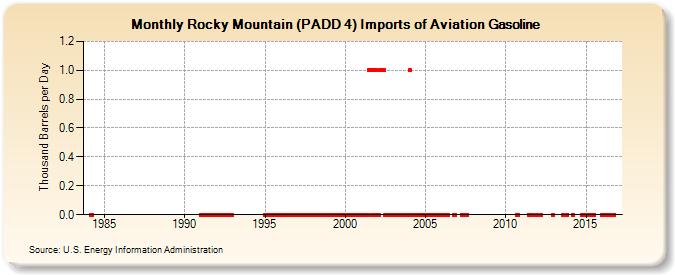 Monthly Rocky Mountain (PADD 4) Imports of Aviation Gasoline
Thousand Barrels per Day
1.2
1.0
0.8
0.6
0.4
0.2
0.0
1985 1990 1995 2000 2005 2010 2015
Source: U.S. Energy Information Administration